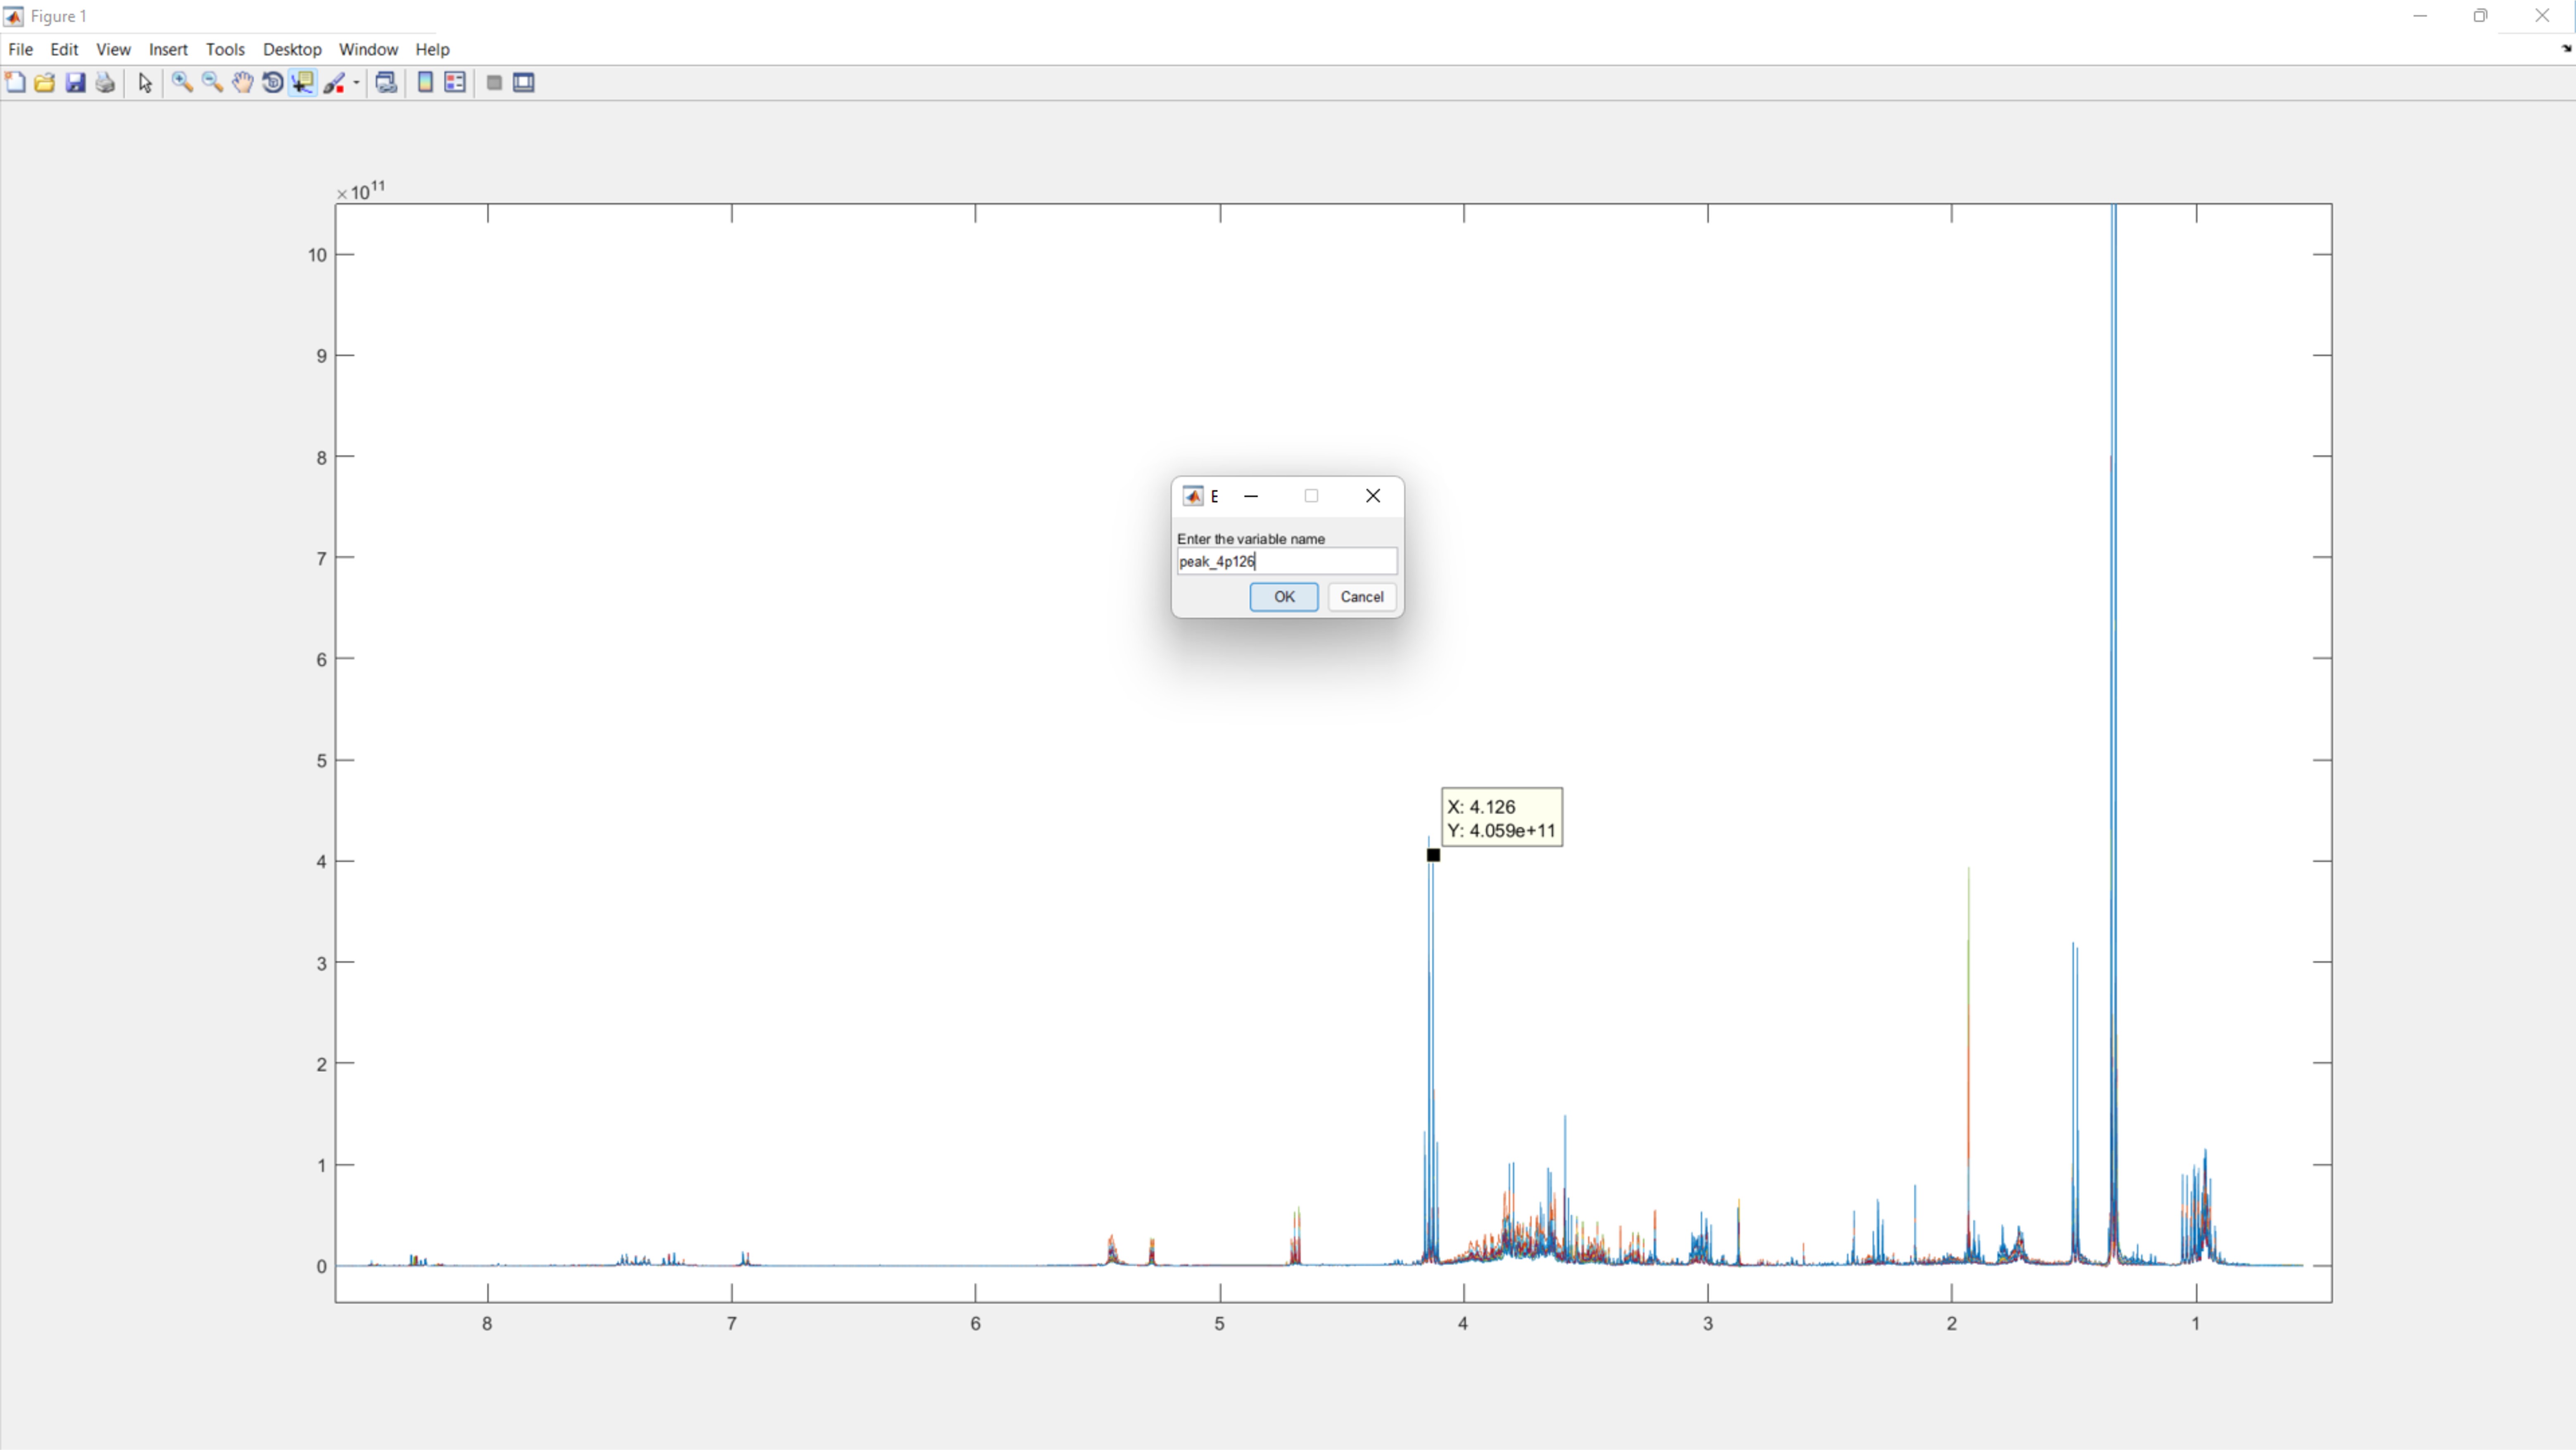 Figure 1
File Edit View Insert Tools Desktop Window Help
×10^11
10
9
8
7
6
5
4
3
2
1
0
E
Enter the variable name
peak_4p126
OK Cancel
X: 4.126
Y: 4.059e+11
8 7 6 5 4 3 2 1